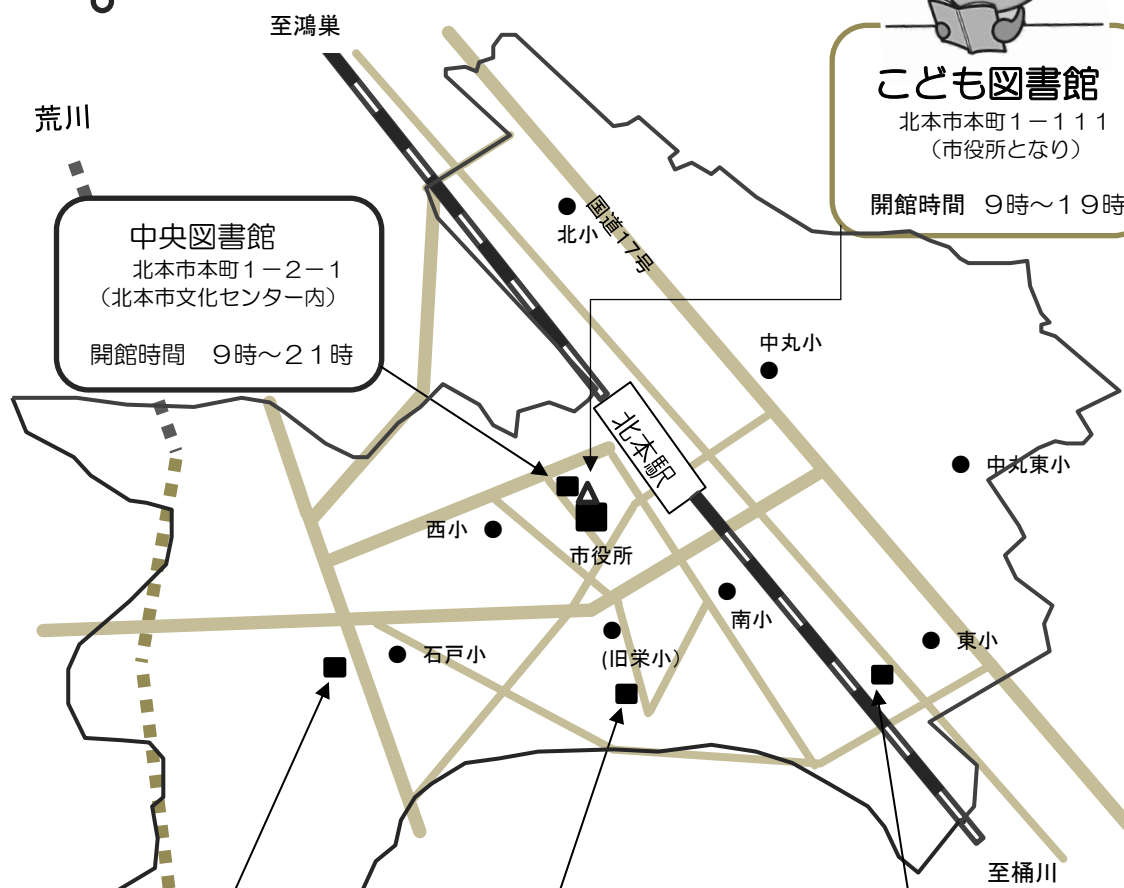 至鴻巣
荒川
こども図書館
北本市本町１－１１１
（市役所となり）
開館時間　９時～１９時
中央図書館
北本市本町１－２－１
（北本市文化センター内）
開館時間　９時～２１時
北小
国道17号
中丸小
北本駅
中丸東小
西小
市役所
南小
(旧栄小）
石戸小
東小
至桶川